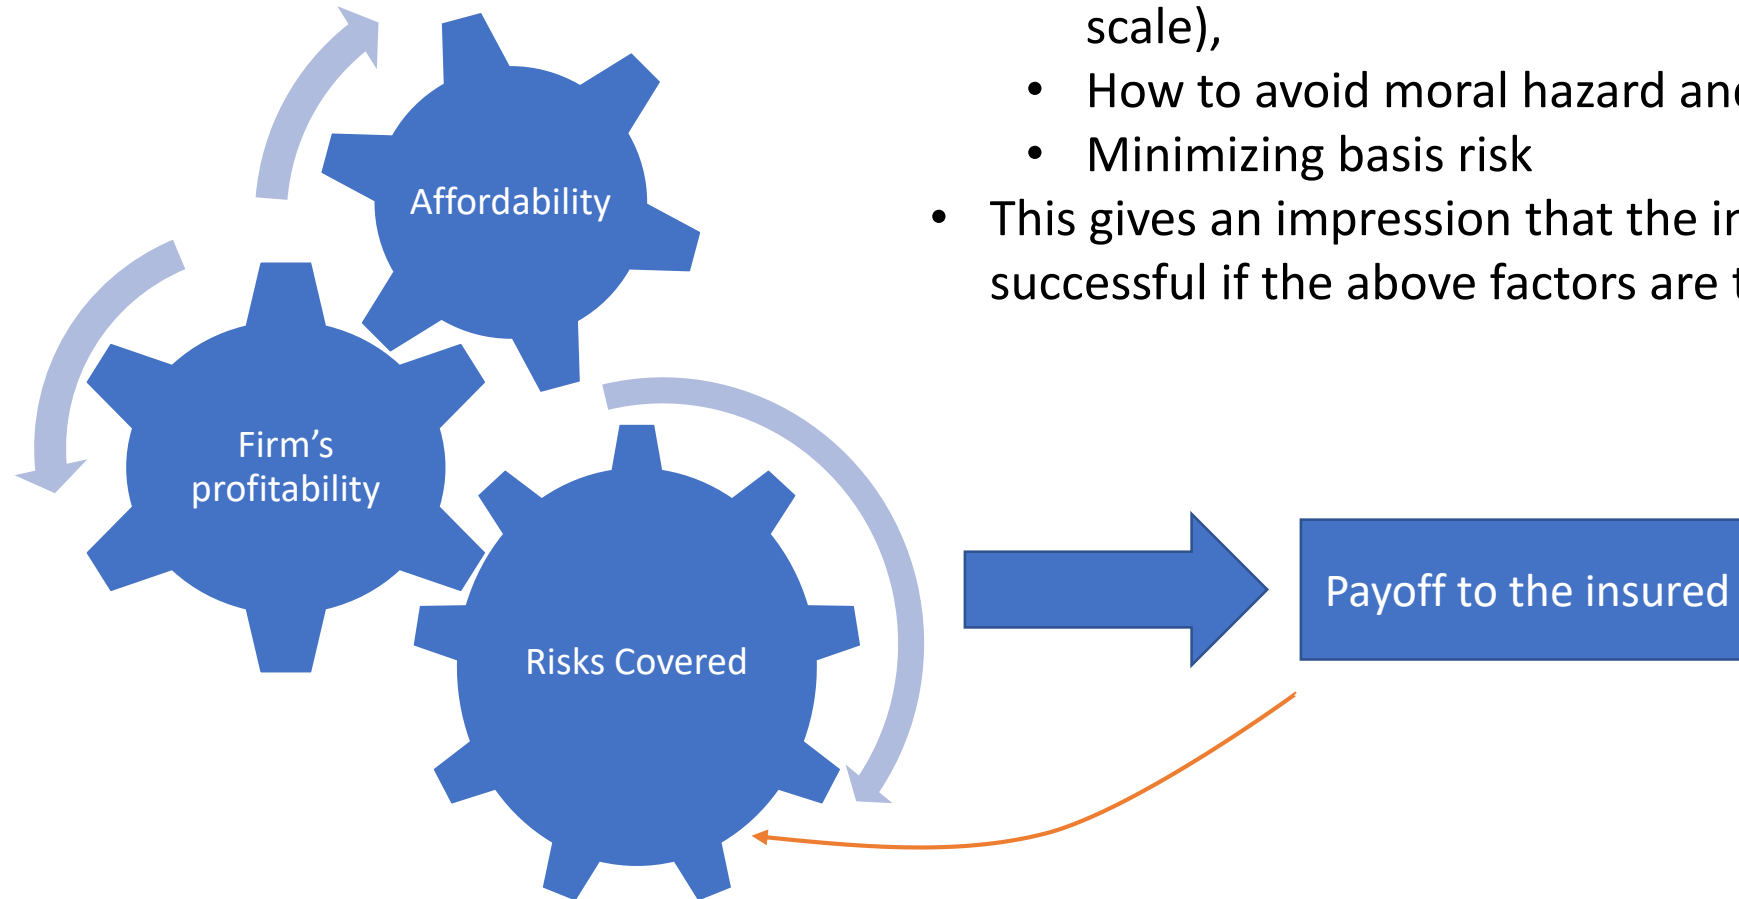 scale),
• How to avoid moral hazard and
• Minimizing basis risk
• This gives an impression that the
successful if the above factors are
Affordability
Firm's
profitability
Risks Covered
Payoff to the insured